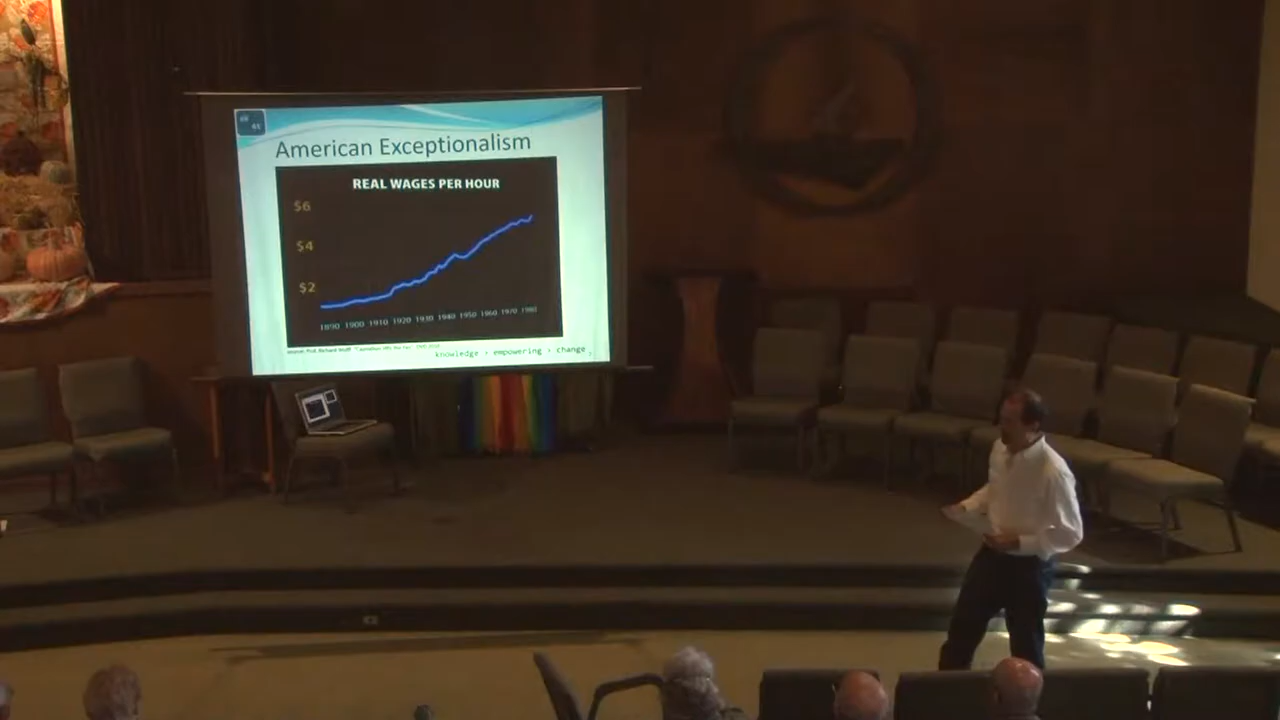 American Exceptionalism
REAL WAGES PER HOUR
$6
$4
$2
1890 1900 1910 1920 1930 1940 1950 1960 1970 1980
knowledge › empowering › change